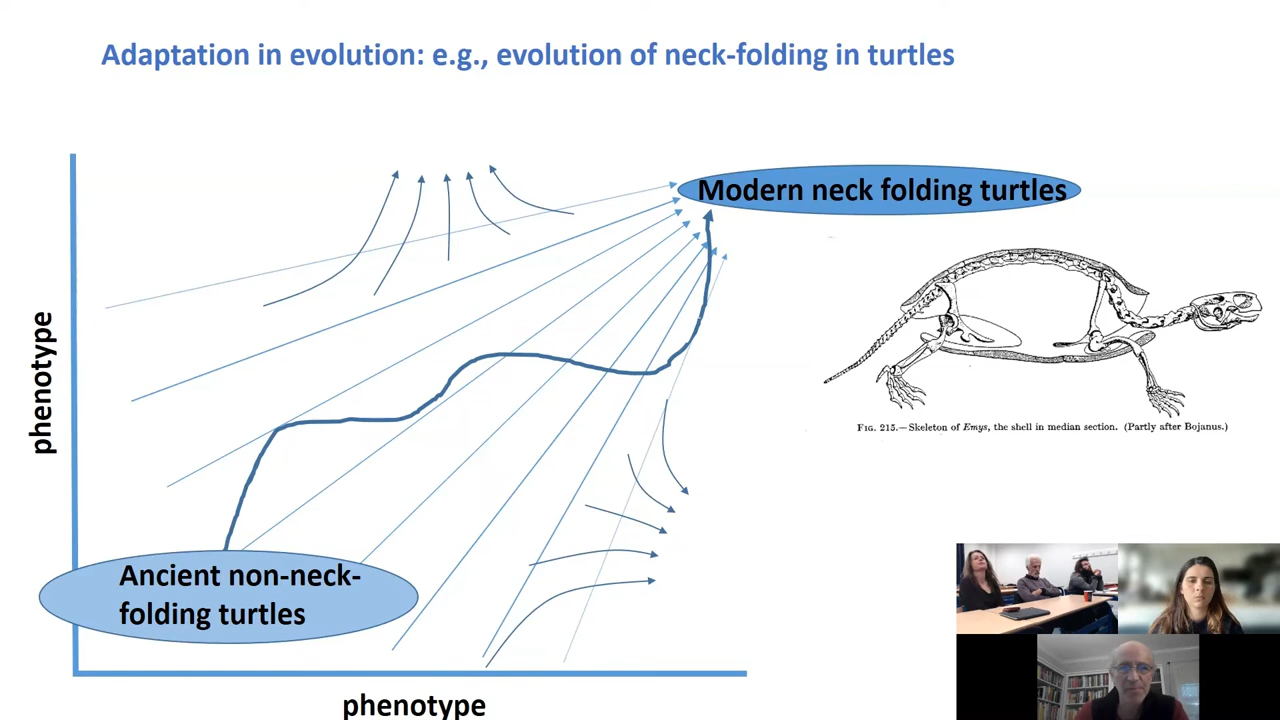 Adaptation in evolution: e.g., evolution of neck-folding in turtles
Modern neck folding turtles
phenotype
FIG. 215.—Skeleton of Emys, the shell in median section. (Partly after Bojanus.)
Ancient non-neck-
folding turtles
phenotype